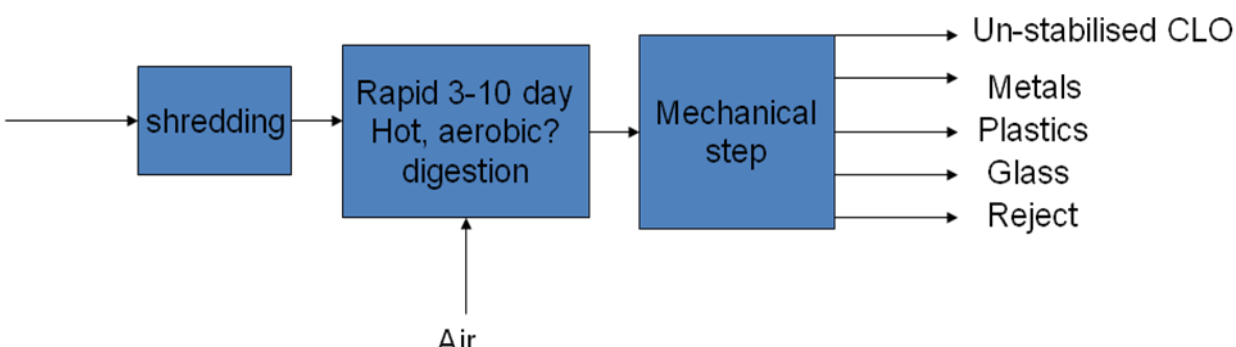 shredding
Rapid 3-10 day
Hot, aerobic?
digestion
Mechanical
step
Un-stabilised CLO
Metals
Plastics
Glass
Reject
Air